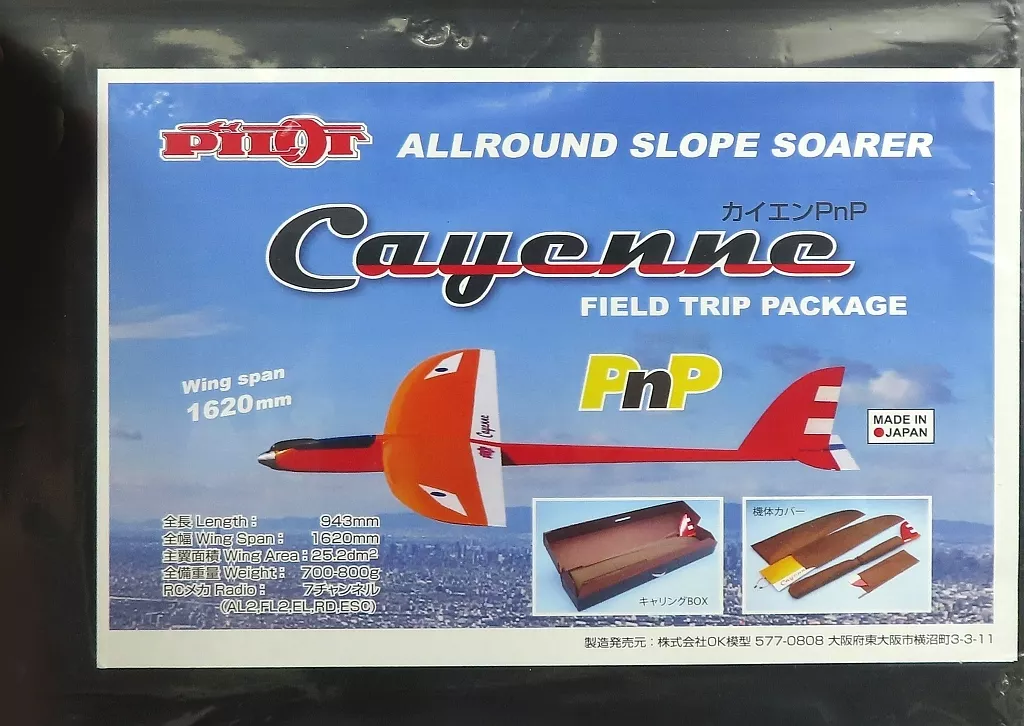 PILOT
ALLROUND SLOPE SOARER
カイエンPnP
Cayenne
FIELD TRIP PACKAGE
Wing span
1620mm
PnP
Cayenne
MADE IN
JAPAN
全長 Length: 943mm
全幅 Wing Span: 1620mm
主翼面積 Wing Area: 25.2dm²
全備重量 Weight: 700-800g
RCメカ Radio: 7チャンネル
(AL2,FL2,EL,RD,ESC)
キャリングBOX
機体カバー
Cayenne
製造発売元:株式会社OK模型 577-0808 大阪府東大阪市横沼町3-3-11